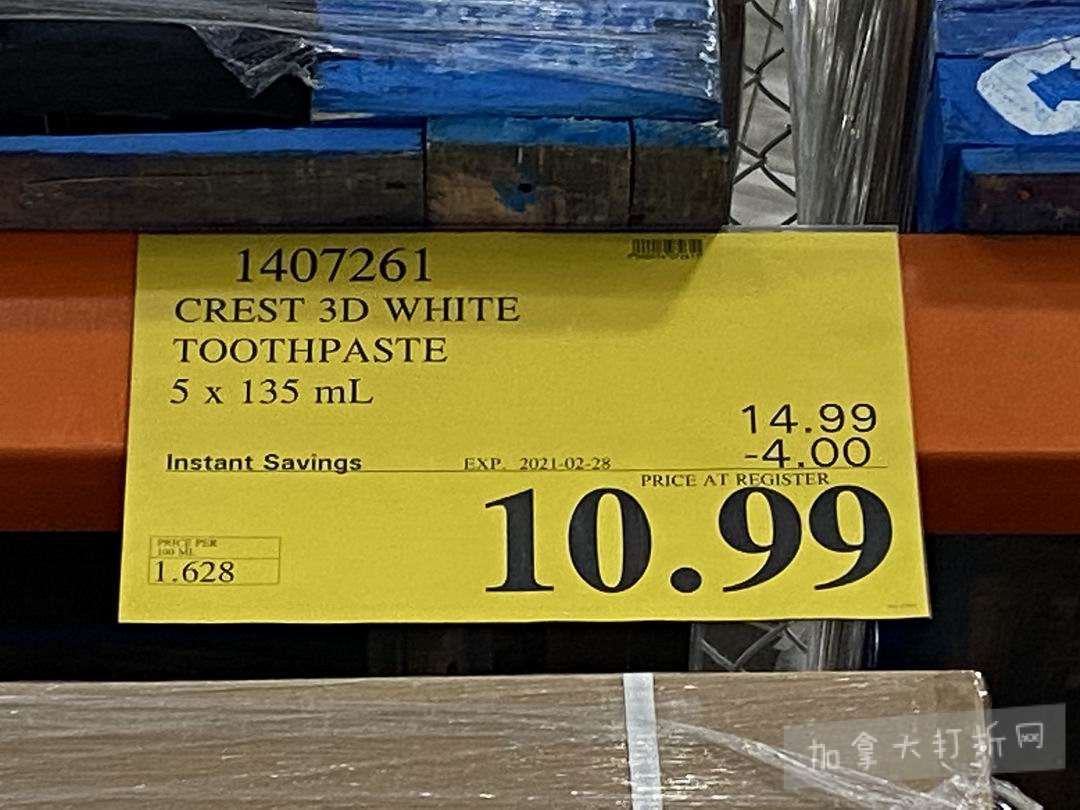 1407261
CREST 3D WHITE
TOOTHPASTE
5 x 135 mL
14.99
-4.00
Instant Savings
EXP. 2021-02-28
PRICE AT REGISTER
10.99
PRICE PER
100 ML
1.628
加拿大打折网